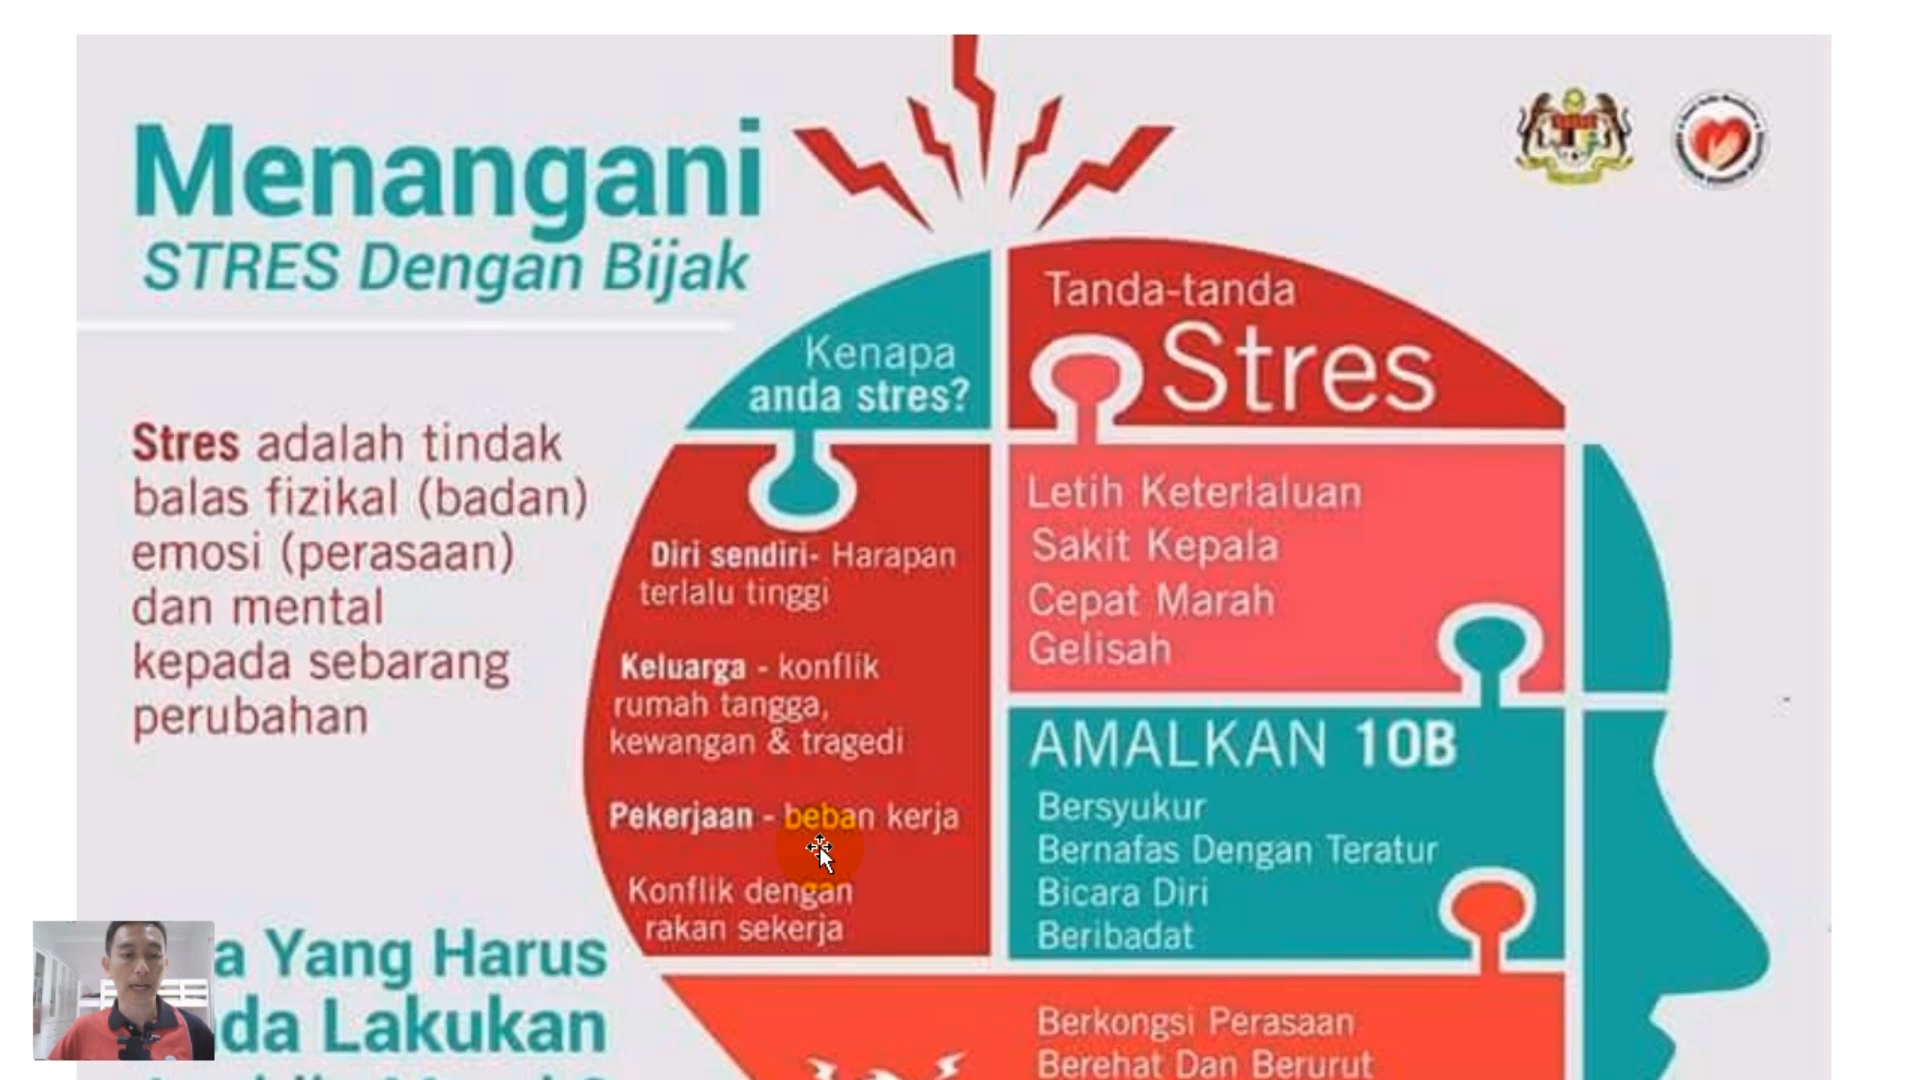 Menangani
STRES Dengan Bijak
Stres adalah tindak
balas fizikal (badan)
emosi (perasaan)
dan mental
kepada sebarang
perubahan
a Yang Harus
da Lakukan
Kenapa
anda stres?
Diri sendiri- Harapan
terlalu tinggi
Keluarga - konflik
rumah tangga,
kewangan & tragedi
Pekerjaan - beban kerja
Konflik dengan
rakan sekerja
Tanda-tanda
Stres
Letih Keterlaluan
Sakit Kepala
Cepat Marah
Gelisah
AMALKAN 10B
Bersyukur
Bernafas Dengan Teratur
Bicara Diri
Beribadat
Berkongsi Perasaan
Berehat Dan Berurut